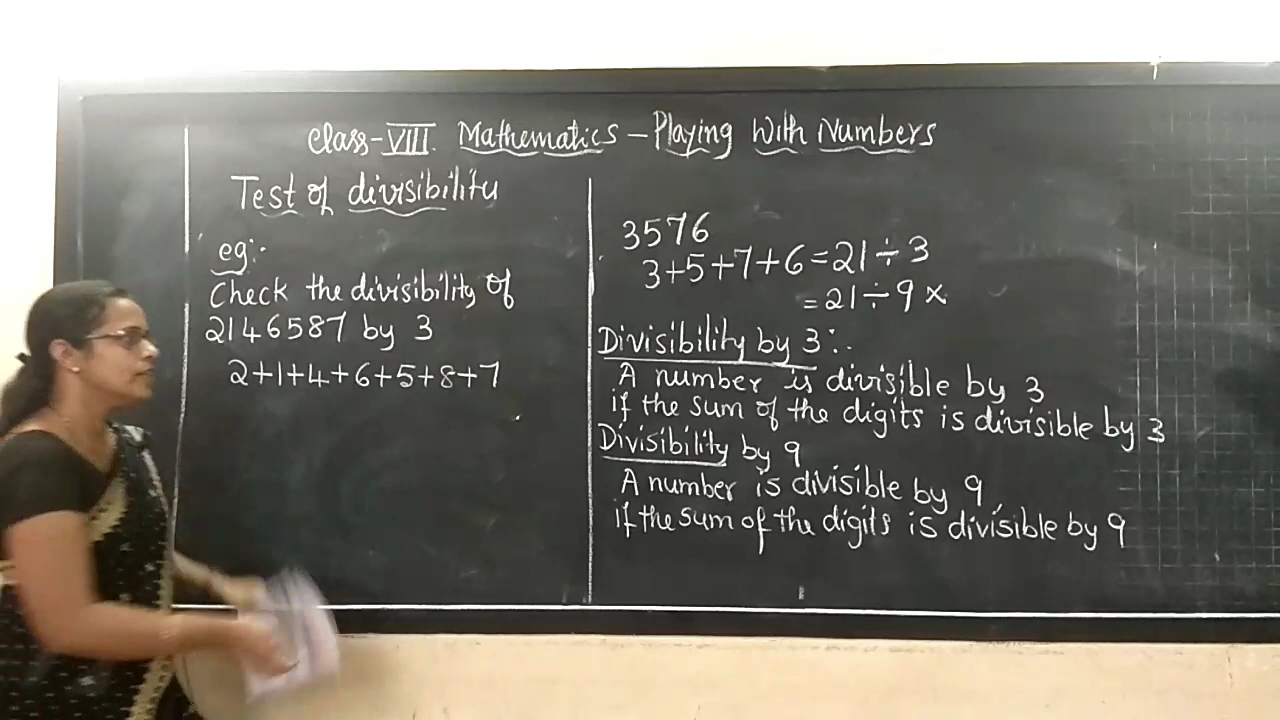 Class-VIII. Mathematics - Playing With Numbers
Test of divisibility
eg:-
Check the divisibility of
2146587 by 3
2+1+4+6+5+8+7
3576
3+5+7+6=21÷3
=21÷9 ×
Divisibility by 3:-
A number is divisible by 3
if the sum of the digits is divisible by 3
Divisibility by 9
A number is divisible by 9
if the sum of the digits is divisible by 9